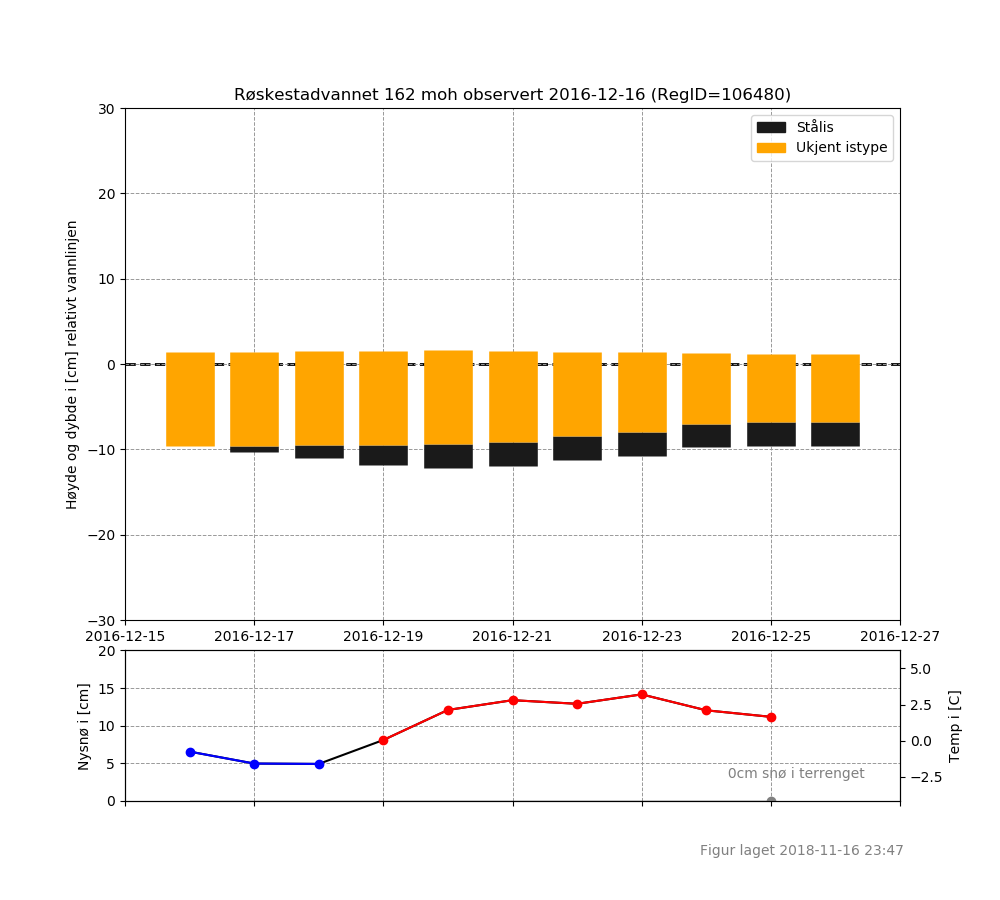 Røskestadvannet 162 moh observert 2016-12-16 (RegID=106480)
Stålis
Ukjent istype
Høyde og dybde i [cm] relativt vannlinjen
30
20
10
0
−10
−20
−30
2016-12-15 2016-12-17 2016-12-19 2016-12-21 2016-12-23 2016-12-25 2016-12-27
Nysnø i [cm]
20
15
10
5
0
5.0
2.5
0.0
−2.5
Temp i [C]
0cm snø i terrenget
Figur laget 2018-11-16 23:47